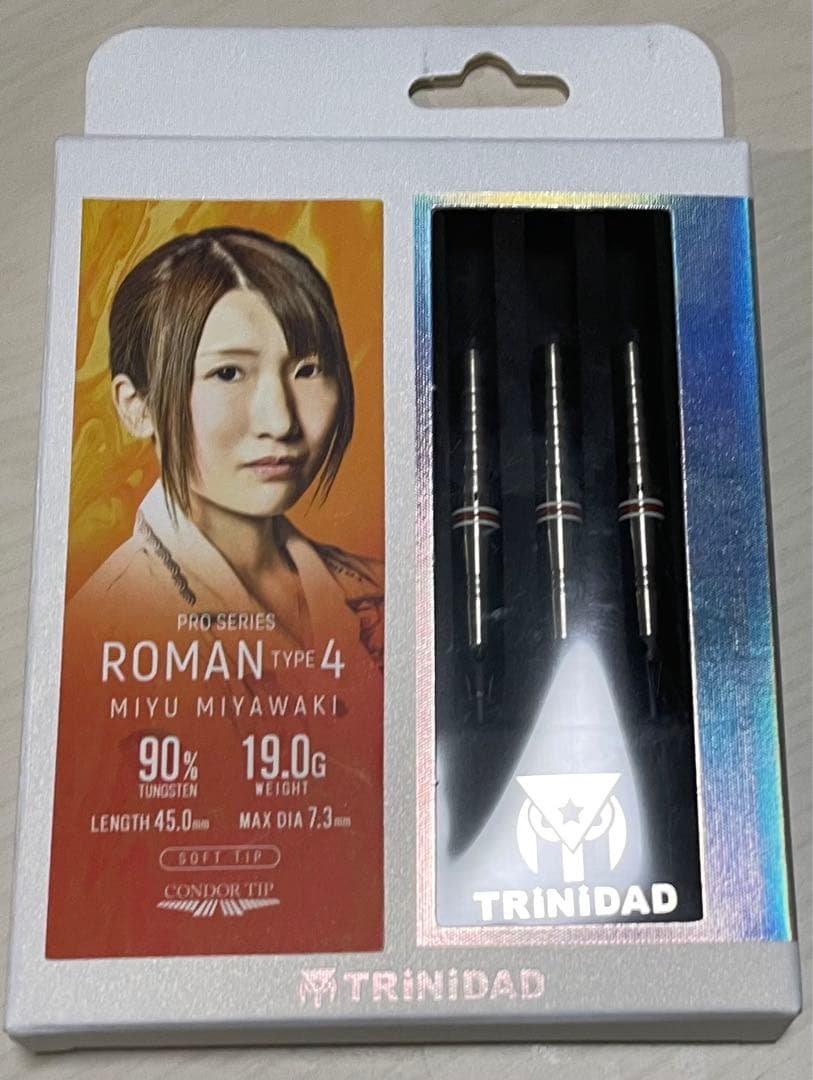 PRO SERIES
ROMAN TYPE 4
MIYU MIYAWAKI
90% 19.0G
TUNGSTEN WEIGHT
LENGTH 45.0mm MAX DIA 7.3mm
SOFT TIP
CONDOR TIP
TRiNiDAD
TRiNiDAD